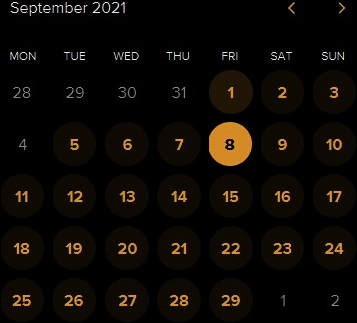 September 2021
MON TUE WED THU FRI SAT SUN
28 29 30 31 1 2 3
4 5 6 7 8 9 10
11 12 13 14 15 16 17
18 19 20 21 22 23 24
25 26 27 28 29 1 2